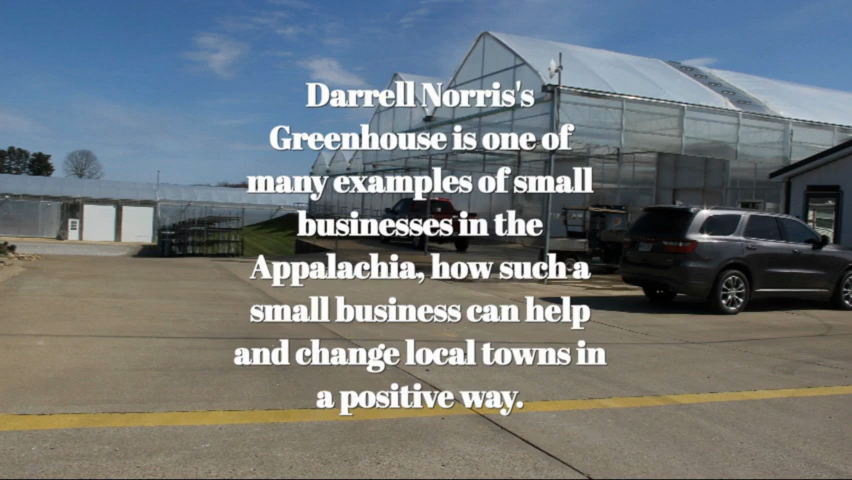 Darrell Norris's
Greenhouse is one of
many examples of small
businesses in the
Appalachia, how such a
small business can help
and change local towns in
a positive way.